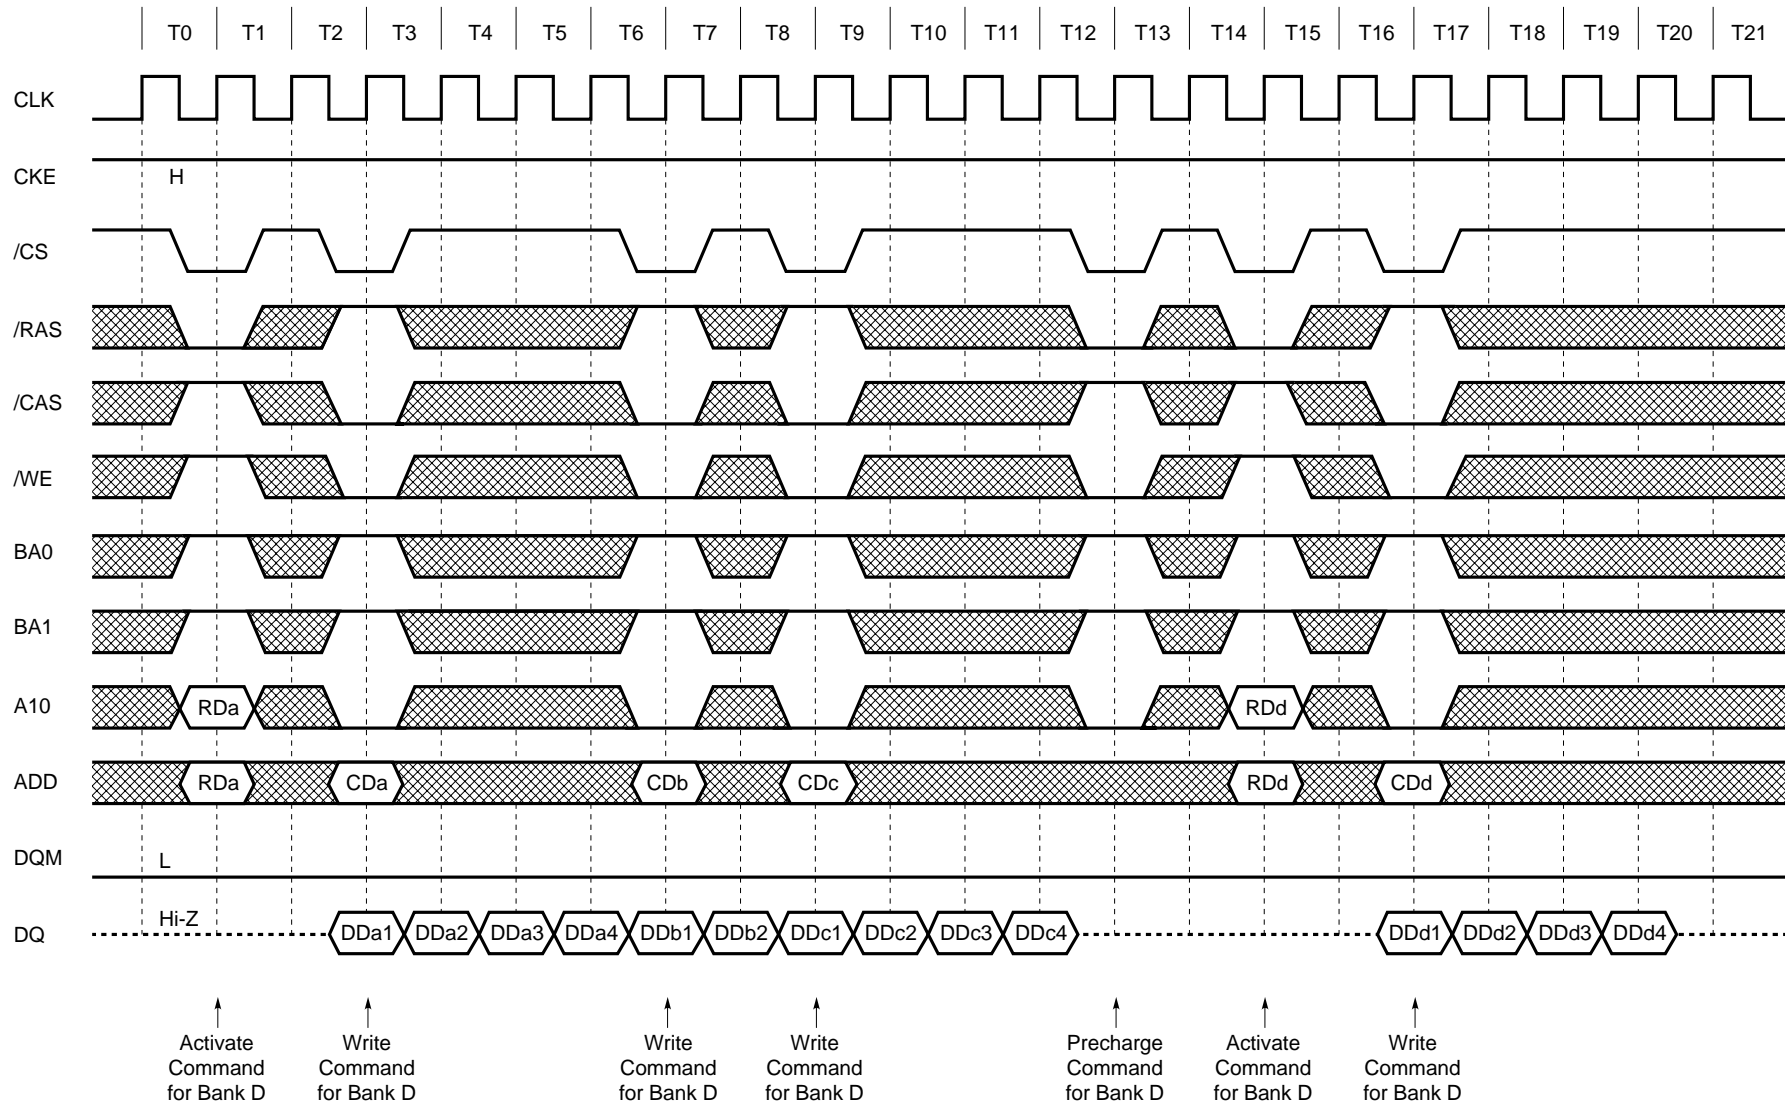 T0 T1 T2 T3 T4 T5 T6 T7 T8 T9 T10 T11 T12 T13 T14 T15 T16 T17 T18 T19 T20 T21
CLK
CKE H
/CS
/RAS
/CAS
/WE
BA0
BA1
A10 RDa RDd
ADD RDa CDa CDb CDc RDd CDd
DQM L
DQ Hi-Z DDa1 DDa2 DDa3 DDa4 DDb1 DDb2 DDc1 DDc2 DDc3 DDc4 DDd1 DDd2 DDd3 DDd4
Activate
Command
for Bank D
Write
Command
for Bank D
Write
Command
for Bank D
Write
Command
for Bank D
Precharge
Command
for Bank D
Activate
Command
for Bank D
Write
Command
for Bank D